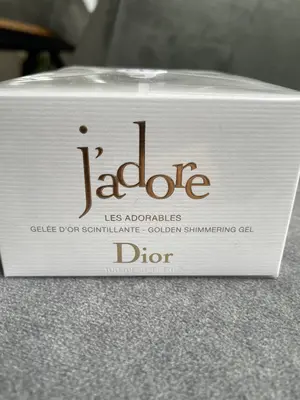 j'adore
LES ADORABLES
GELÉE D'OR SCINTILLANTE - GOLDEN SHIMMERING GEL
Dior